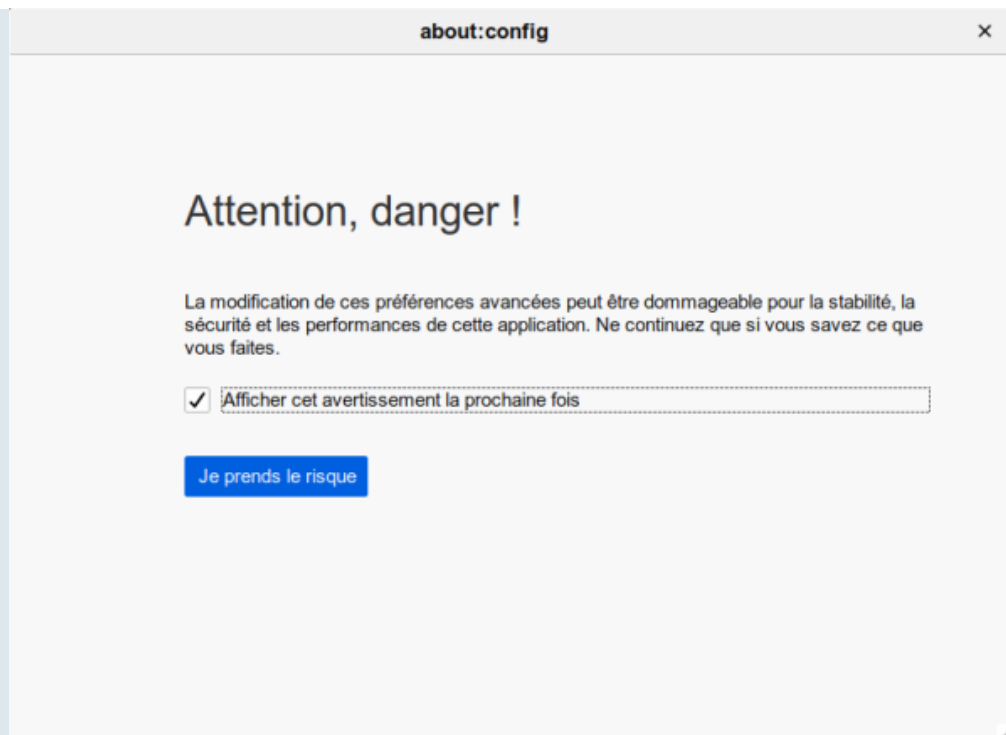 about:config
Attention, danger !
La modification de ces préférences avancées peut être dommageable pour la stabilité, la
sécurité et les performances de cette application. Ne continuez que si vous savez ce que
vous faites.
Afficher cet avertissement la prochaine fois
Je prends le risque